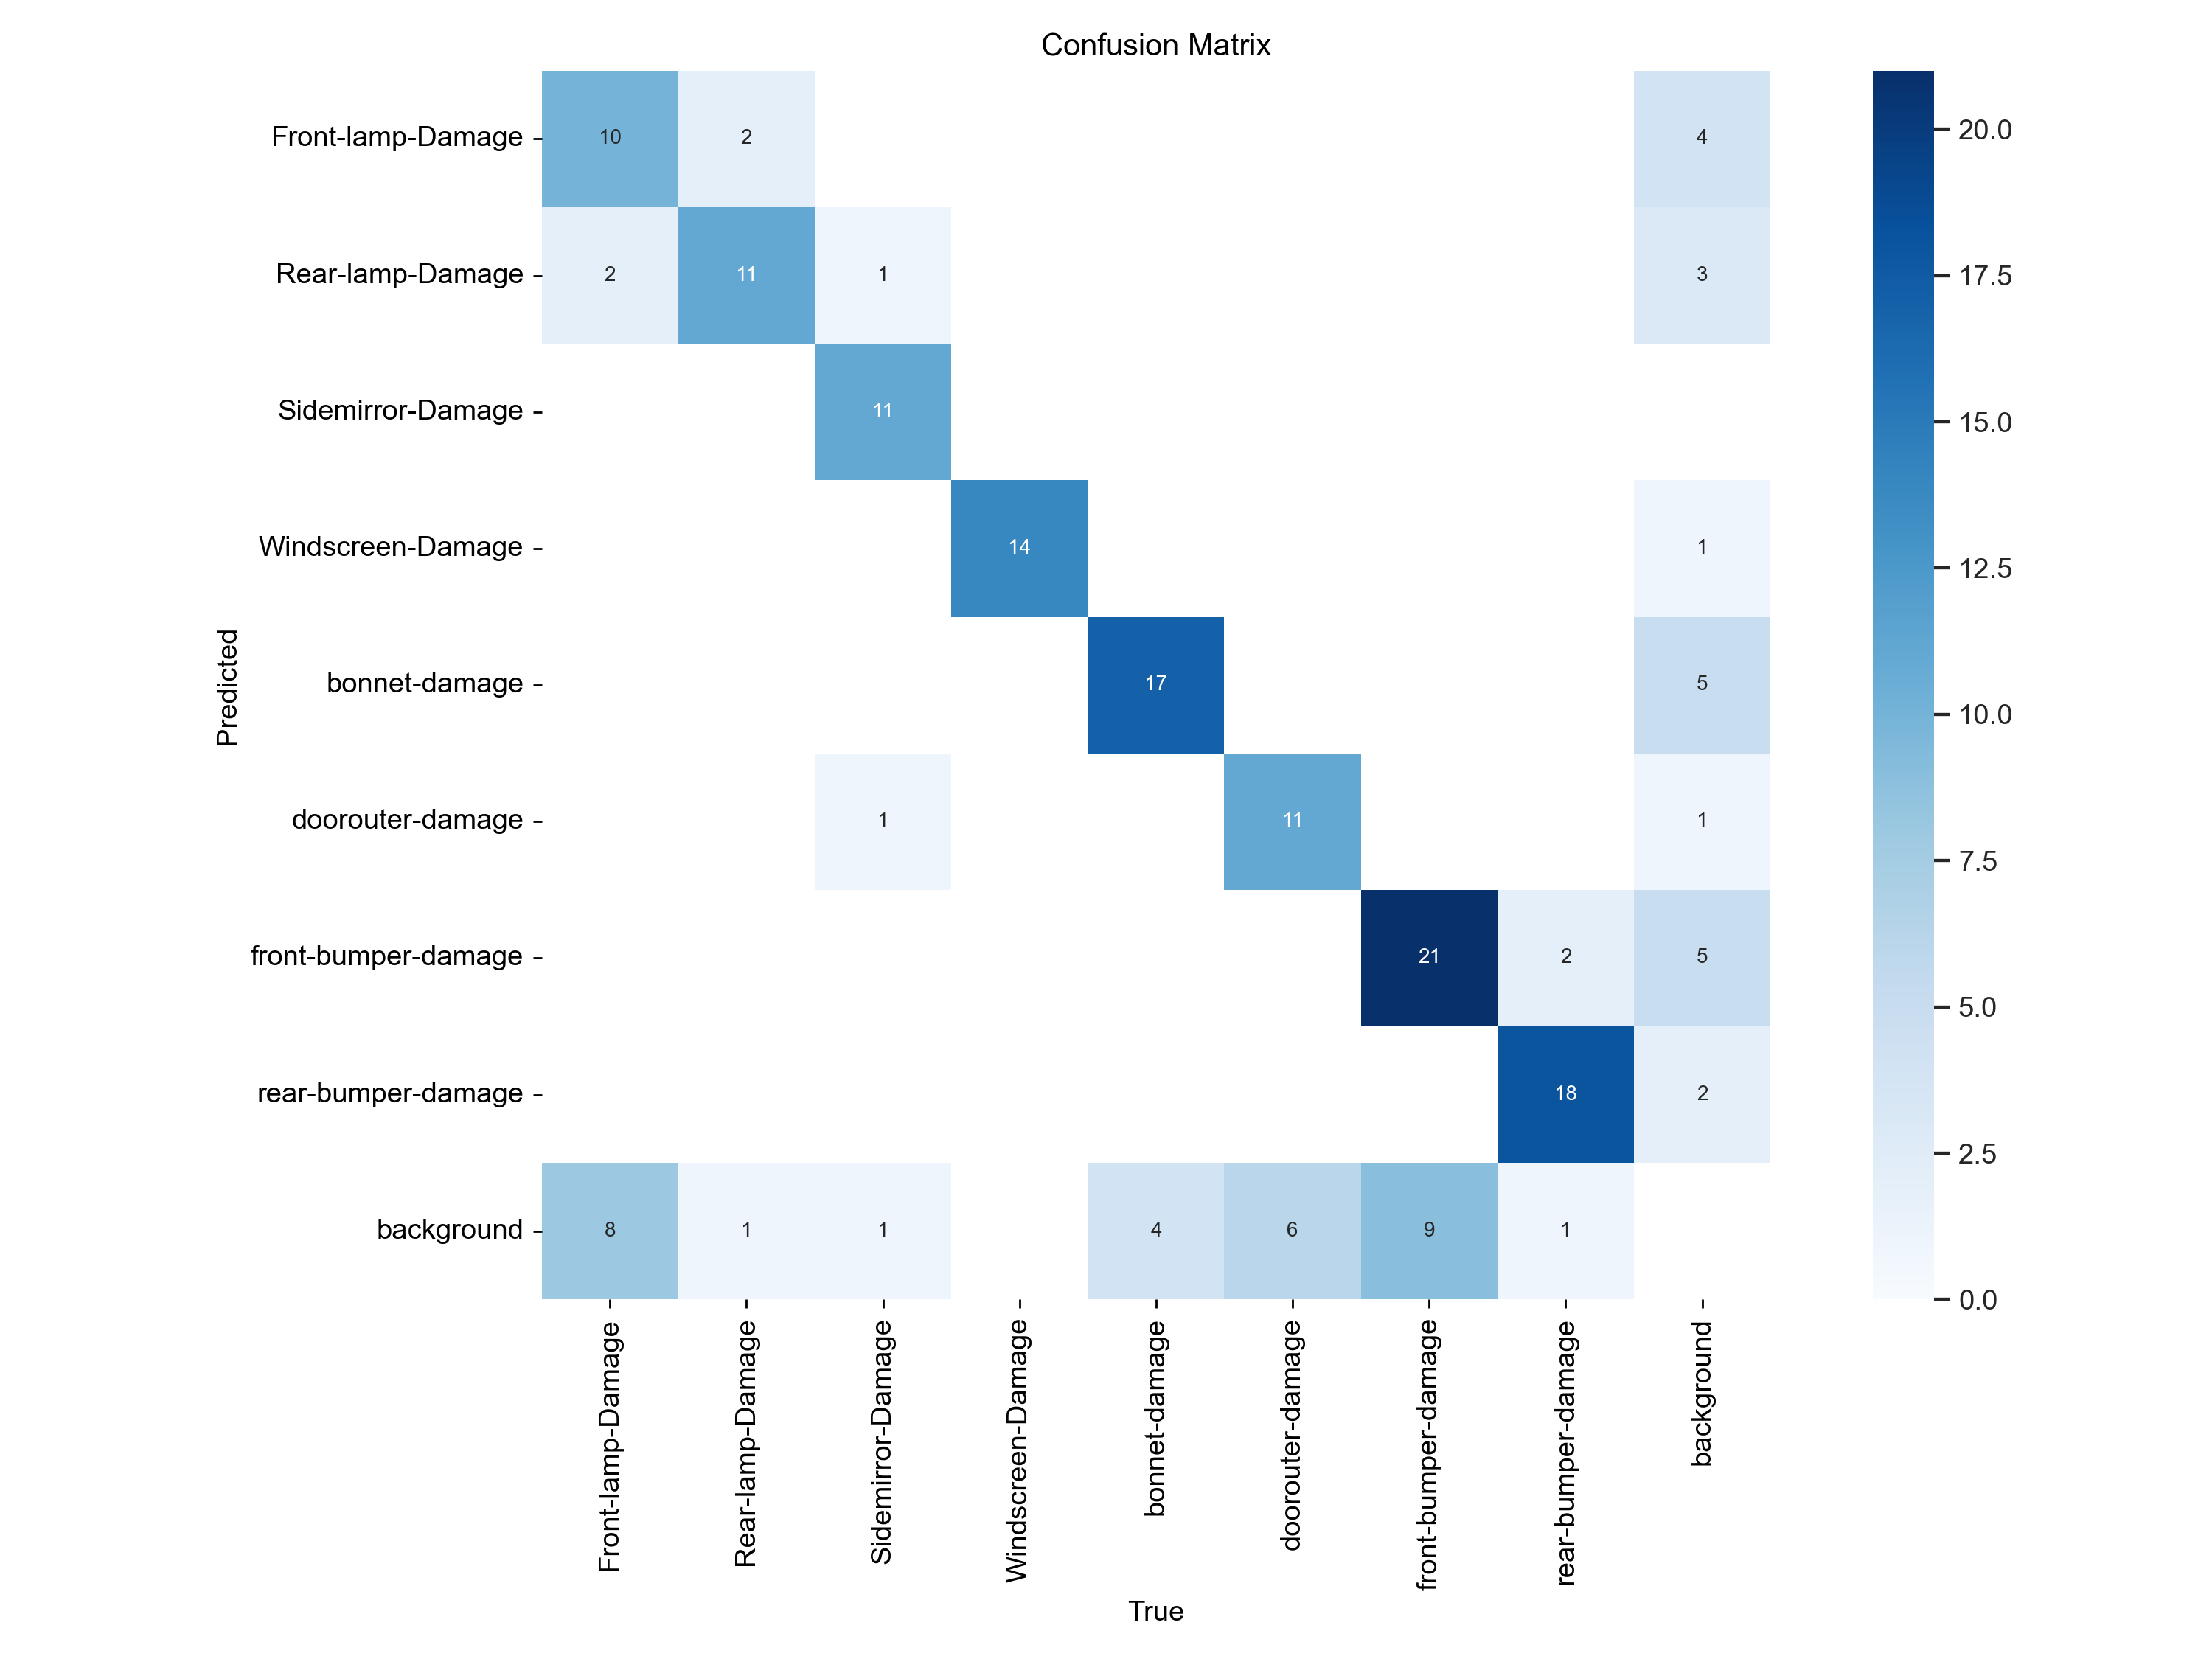 Confusion Matrix
Front-lamp-Damage 10 2 4
Rear-lamp-Damage 2 11 1 3
Sidemirror-Damage 11
Windscreen-Damage 14 1
bonnet-damage 17 5
doorouter-damage 1 11 1
front-bumper-damage 21 2 5
rear-bumper-damage 18 2
background 8 1 1 4 6 9 1
Predicted
Front-lamp-Damage
Rear-lamp-Damage
Sidemirror-Damage
Windscreen-Damage
bonnet-damage
doorouter-damage
front-bumper-damage
rear-bumper-damage
background
True
20.0
17.5
15.0
12.5
10.0
7.5
5.0
2.5
0.0